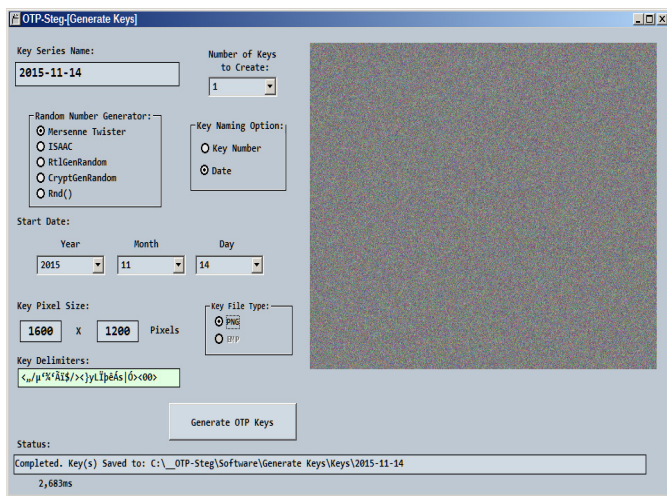 OTP-Steg-[Generate Keys]
Key Series Name:
2015-11-14
Number of Keys
to Create:
1
Random Number Generator:
Mersenne Twister
ISAAC
RtlGenRandom
CryptGenRandom
Rnd()
Key Naming Option:
Key Number
Date
Start Date:
Year Month Day
2015 11 14
Key Pixel Size:
1600 X 1200 Pixels
Key File Type:
PNG
BMP
Key Delimiters:
Generate OTP Keys
Status:
Completed. Key(s) Saved to: C:\__OTP-Steg\Software\Generate Keys\Keys\2015-11-14
2,683ms